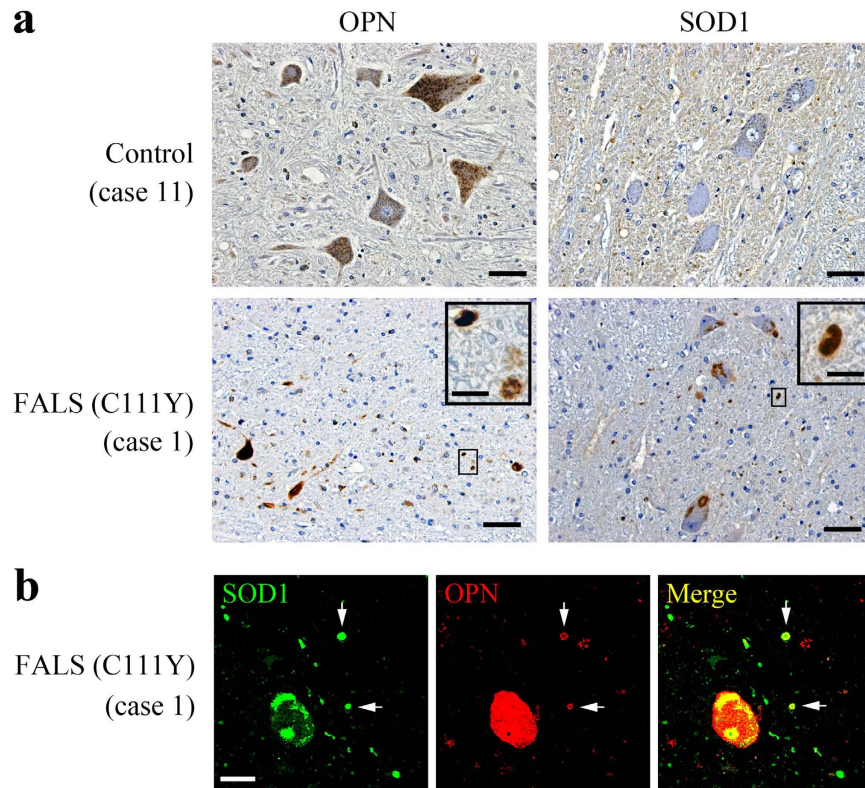 a
OPN SOD1
Control
(case 11)
FALS (C111Y)
(case 1)
b
SOD1 OPN Merge
FALS (C111Y)
(case 1)